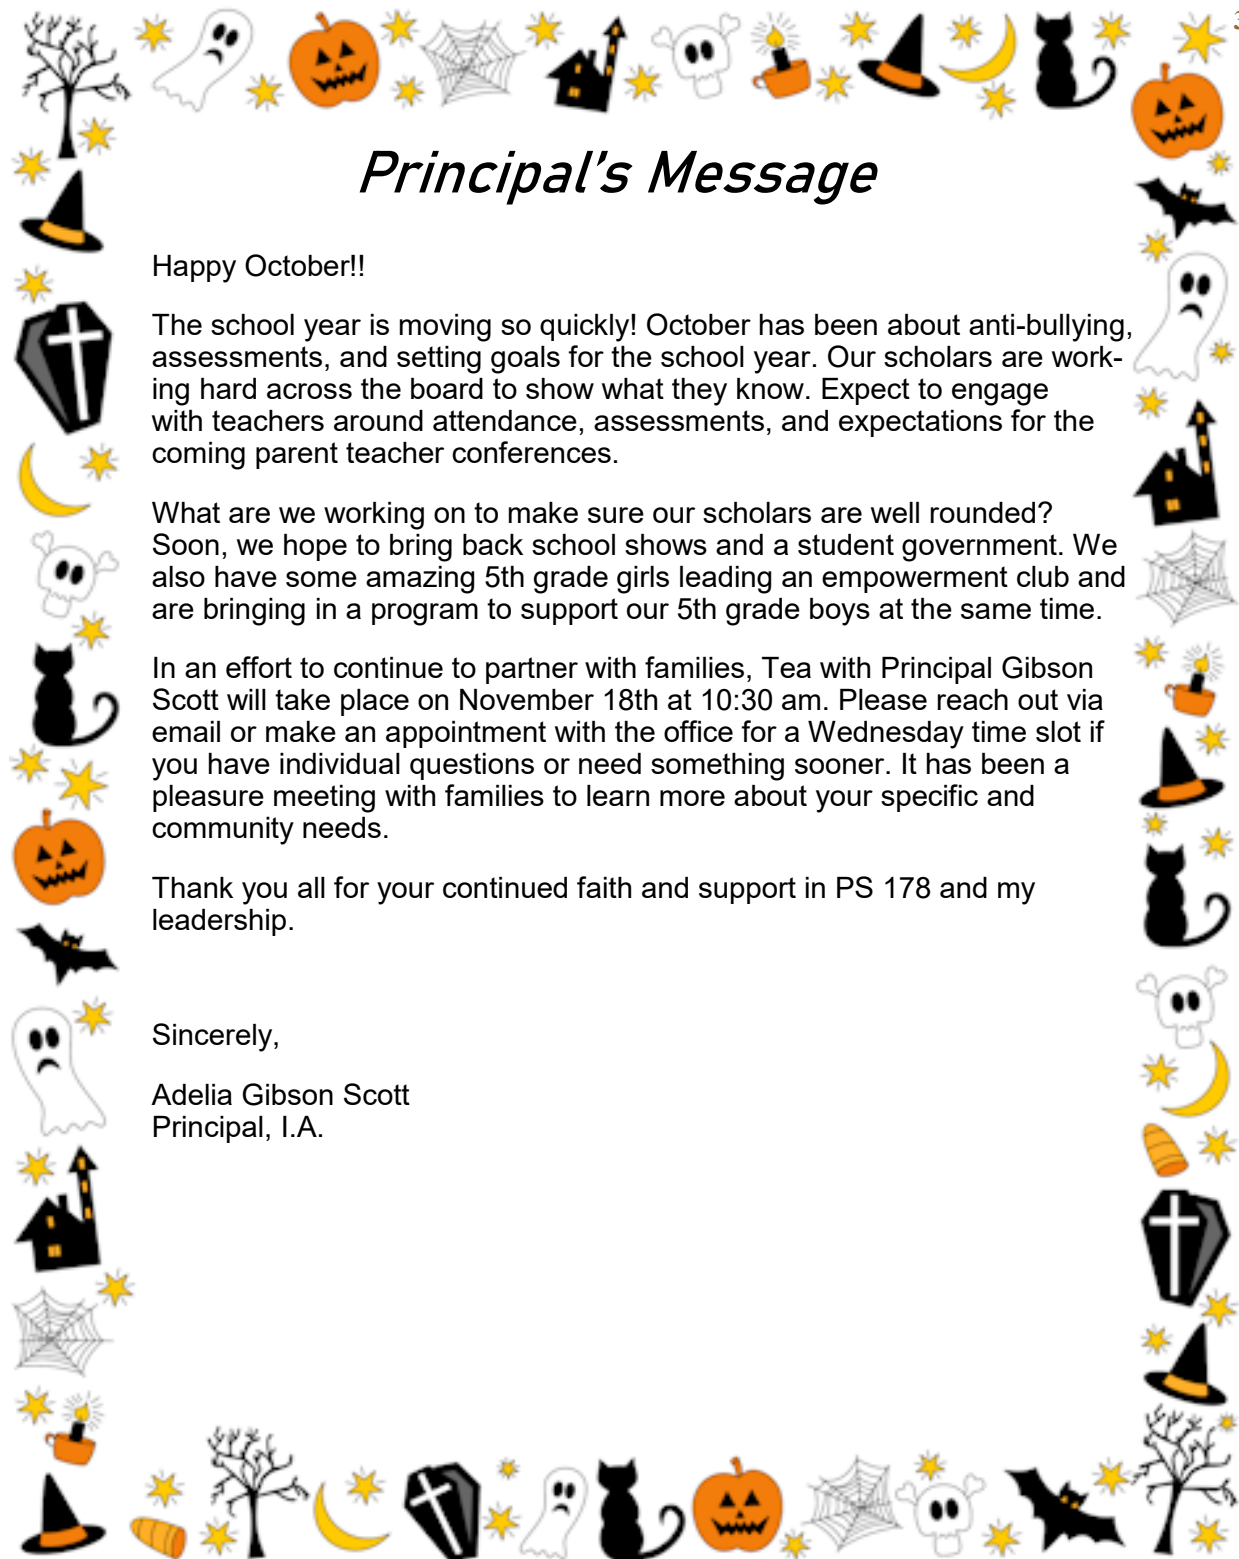 Principal's Message
Happy October!!
The school year is moving so quickly! October has been about anti-bullying,
assessments, and setting goals for the school year. Our scholars are work-
ing hard across the board to show what they know. Expect to engage
with teachers around attendance, assessments, and expectations for the
coming parent teacher conferences.
What are we working on to make sure our scholars are well rounded?
Soon, we hope to bring back school shows and a student government. We
also have some amazing 5th grade girls leading an empowerment club and
are bringing in a program to support our 5th grade boys at the same time.
In an effort to continue to partner with families, Tea with Principal Gibson
Scott will take place on November 18th at 10:30 am. Please reach out via
email or make an appointment with the office for a Wednesday time slot if
you have individual questions or need something sooner. It has been a
pleasure meeting with families to learn more about your specific and
community needs.
Thank you all for your continued faith and support in PS 178 and my
leadership.
Sincerely,
Adelia Gibson Scott
Principal, I.A.